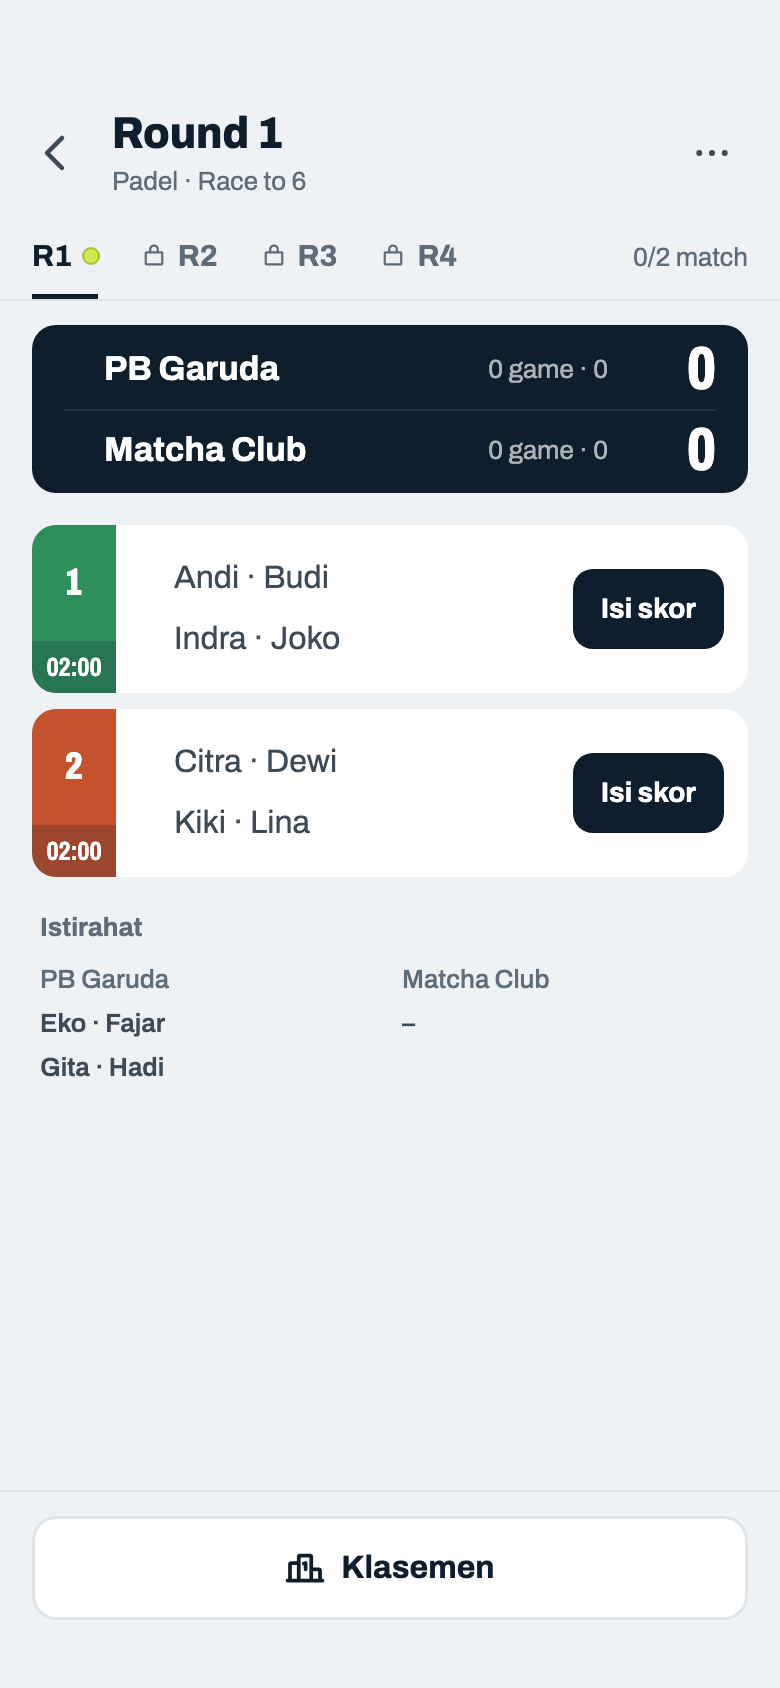 Round 1
Padel · Race to 6
R1 R2 R3 R4 0/2 match
PB Garuda 0 game · 0 0
Matcha Club 0 game · 0 0
1
02:00
Andi · Budi
Indra · Joko
Isi skor
2
02:00
Citra · Dewi
Kiki · Lina
Isi skor
Istirahat
PB Garuda
Eko · Fajar
Gita · Hadi
Matcha Club
–
Klasemen